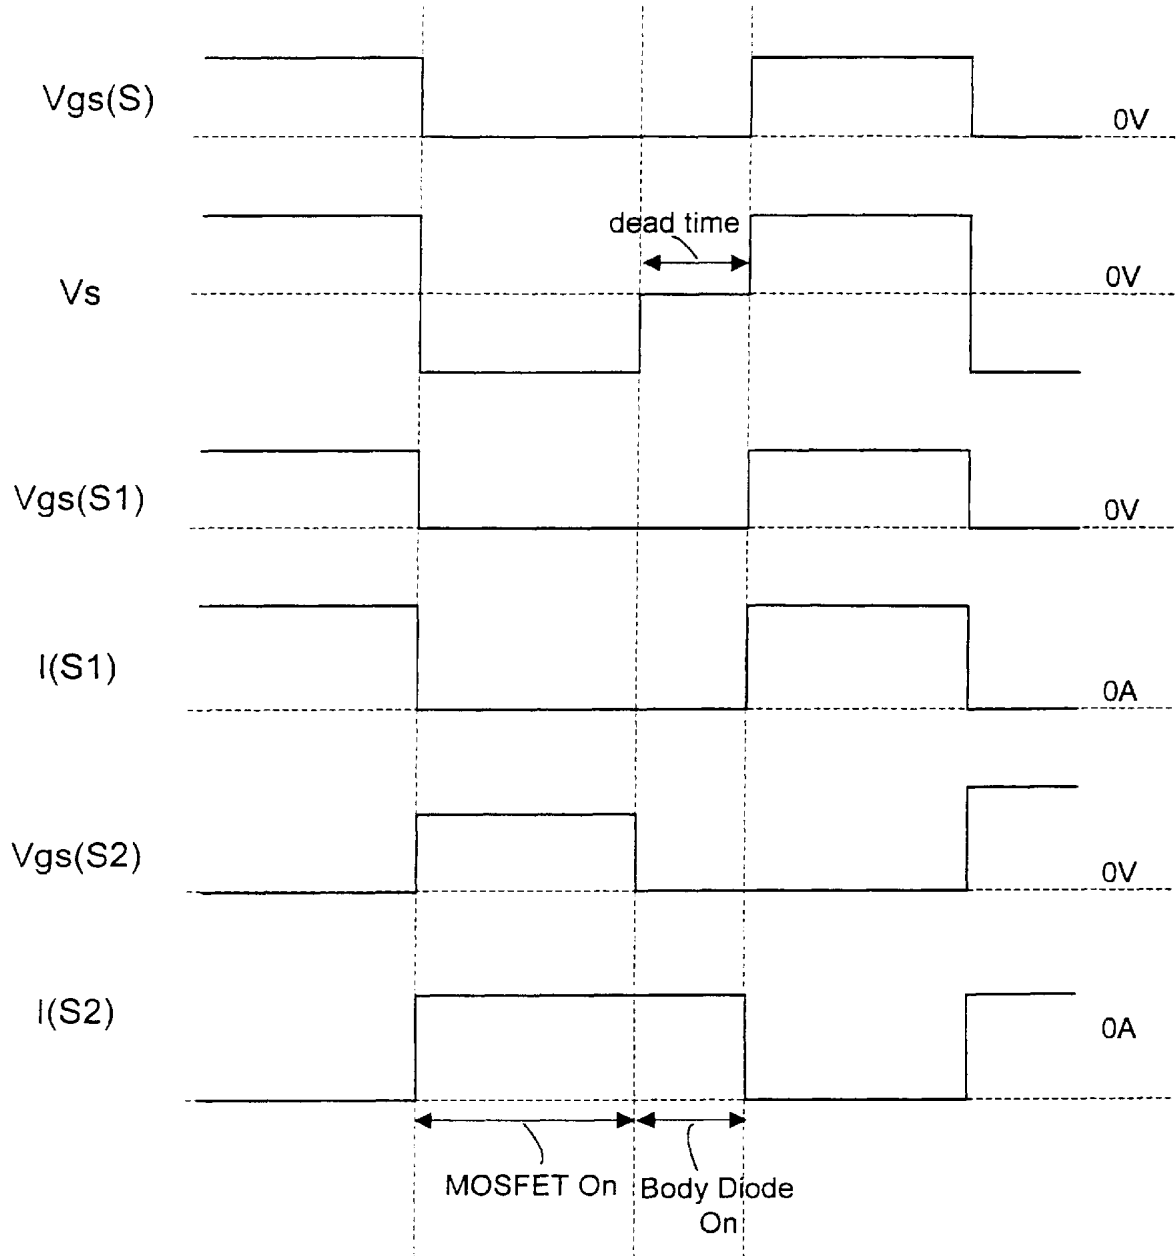 Vgs(S)
0V
dead time
Vs
0V
Vgs(S1)
0V
I(S1)
0A
Vgs(S2)
0V
I(S2)
0A
MOSFET On
Body Diode
On